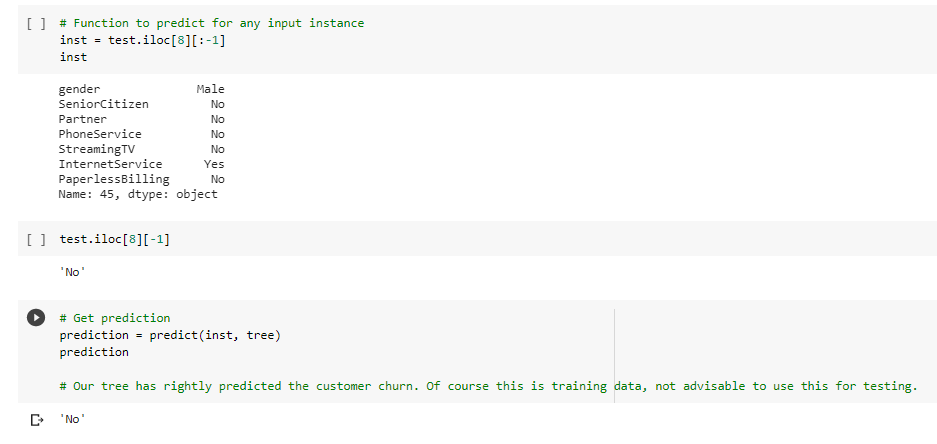 [ ] # Function to predict for any input instance
inst = test.iloc[8][:-1]
inst
gender Male
SeniorCitizen No
Partner No
PhoneService No
StreamingTV No
InternetService Yes
PaperlessBilling No
Name: 45, dtype: object
[ ] test.iloc[8][-1]
'No'
# Get prediction
prediction = predict(inst, tree)
prediction
# Our tree has rightly predicted the customer churn. Of course this is training data, not advisable to use this for testing.
'No'